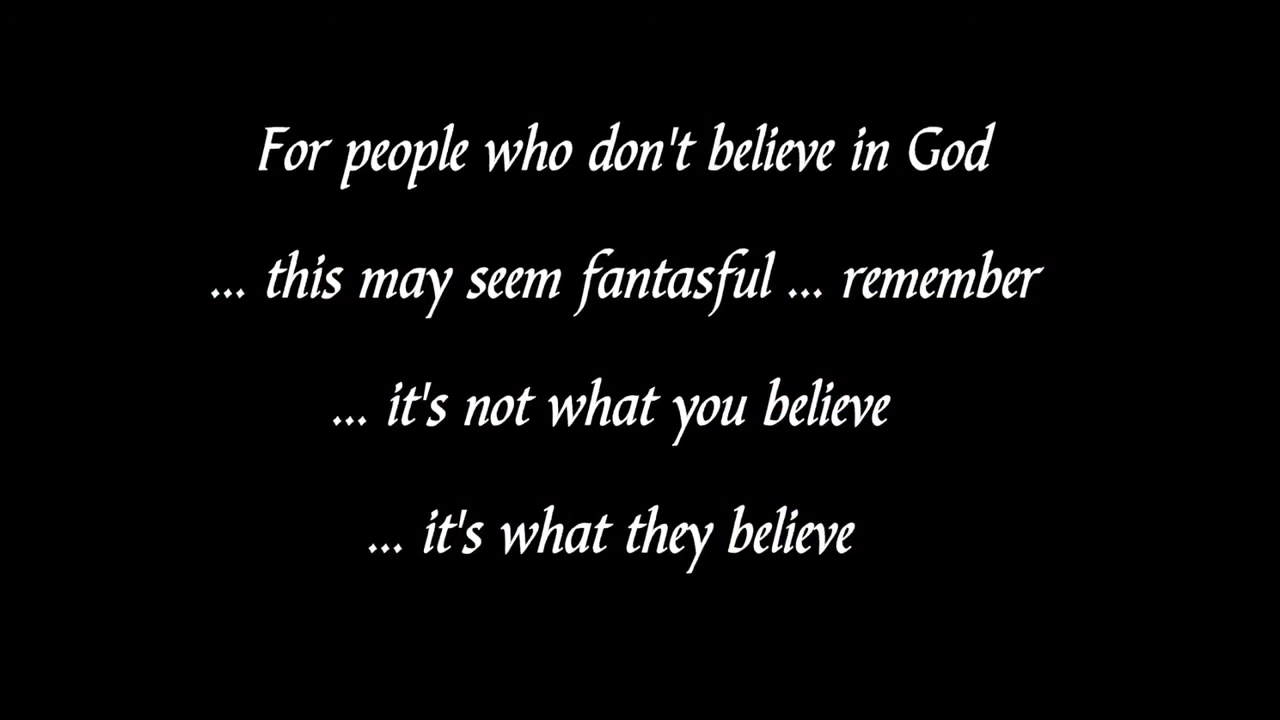 For people who don't believe in God
... this may seem fantasful ... remember
... it's not what you believe
... it's what they believe